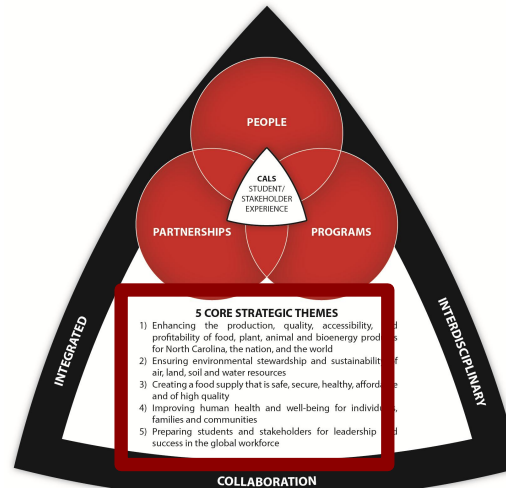 PEOPLE
CALS
STUDENT/
STAKEHOLDER
EXPERIENCE
PARTNERSHIPS
PROGRAMS
5 CORE STRATEGIC THEMES
1) Enhancing the production, quality, accessibility,
profitability of food, plant, animal and bioenergy
for North Carolina, the nation, and the world
2) Ensuring environmental stewardship and sustainability
air, land, soil and water resources
3) Creating a food supply that is safe, secure, healthy,
and of high quality
4) Improving human health and well-being for
families and communities
5) Preparing students and stakeholders for leadership
success in the global workforce
INTEGRATED
INTERDISCIPLINARY
COLLABORATION